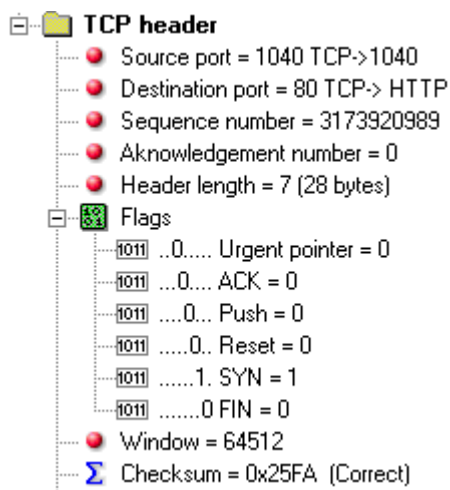 TCP header
Source port = 1040 TCP->1040
Destination port = 80 TCP-> HTTP
Sequence number = 3173920989
Aknowledgement number = 0
Header length = 7 (28 bytes)
Flags
1011 ..0..... Urgent pointer = 0
1011 ...0.... ACK = 0
1011 ....0... Push = 0
1011 .....0.. Reset = 0
1011 ......1. SYN = 1
1011 .......0 FIN = 0
Window = 64512
Σ Checksum = 0x25FA (Correct)